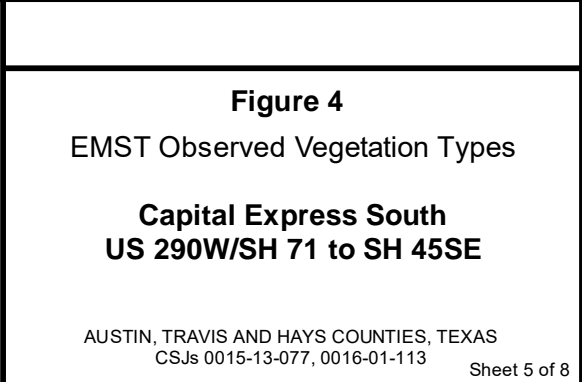 Figure 4
EMST Observed Vegetation Types
Capital Express South
US 290W/SH 71 to SH 45SE
AUSTIN, TRAVIS AND HAYS COUNTIES, TEXAS
CSJs 0015-13-077, 0016-01-113
Sheet 5 of 8